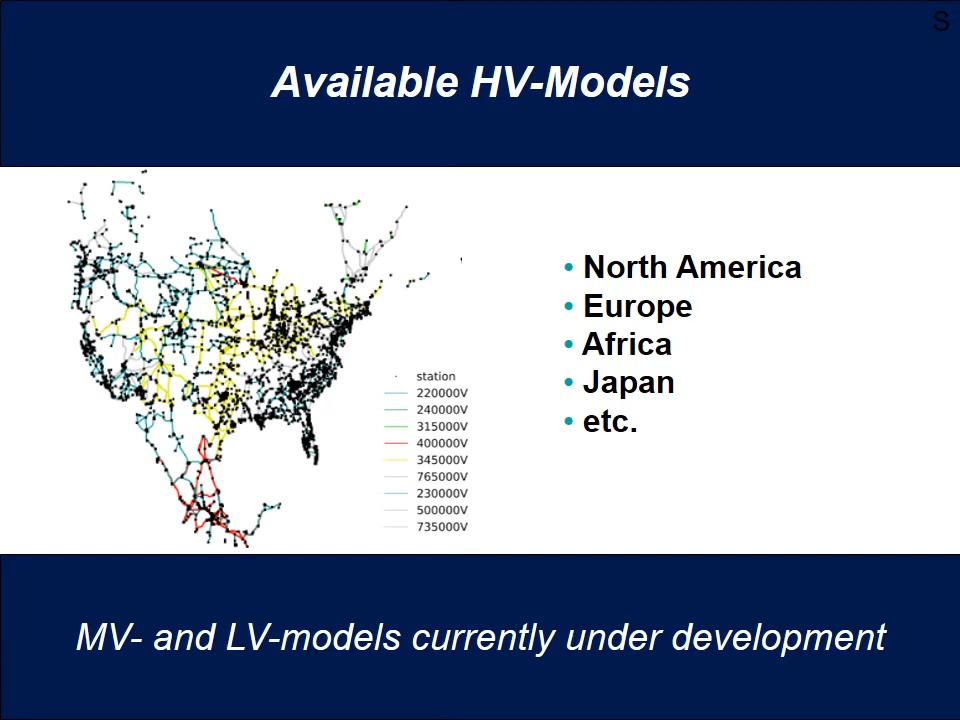 S
Available HV-Models
station
220000V
240000V
315000V
400000V
345000V
765000V
230000V
500000V
735000V
• North America
• Europe
• Africa
• Japan
• etc.
MV- and LV-models currently under development